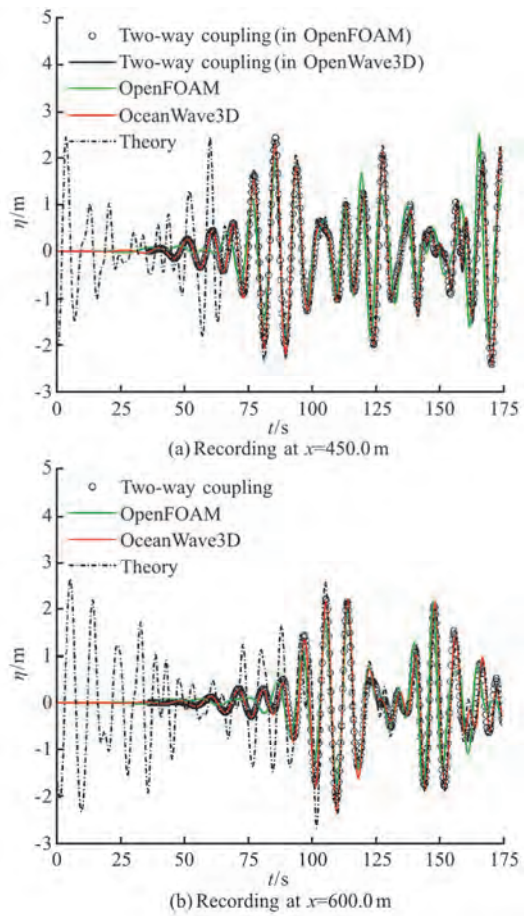 5
4
3
2
1
0
-1
-2
-3
η/m
Two-way coupling (in OpenFOAM)
Two-way coupling (in OpenWave3D)
OpenFOAM
OceanWave3D
Theory
0 25 50 75 100 125 150 175
t/s
(a) Recording at x=450.0 m
5
4
3
2
1
0
-1
-2
-3
η/m
Two-way coupling
OpenFOAM
OceanWave3D
Theory
0 25 50 75 100 125 150 175
t/s
(b) Recording at x=600.0 m